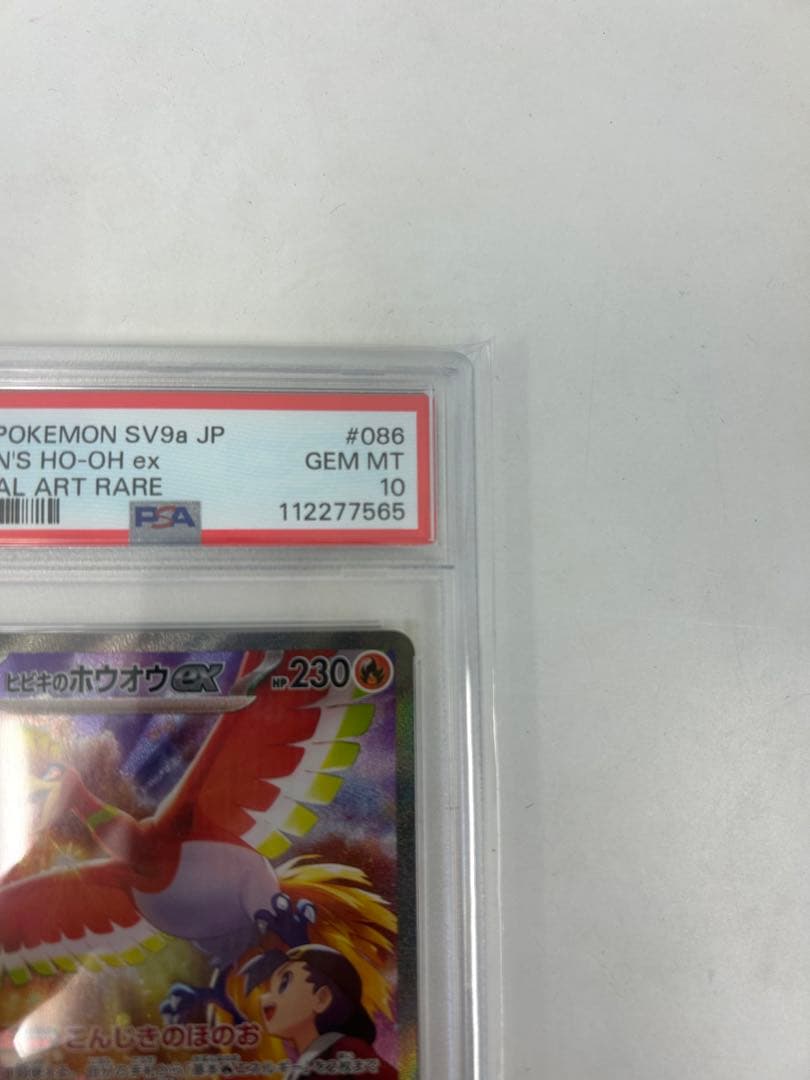 POKEMON SV9a JP #086
N'S HO-OH ex GEM MT
AL ART RARE 10
PSA 112277565
ヒビキのホウオウex HP230
こんじきのほのお